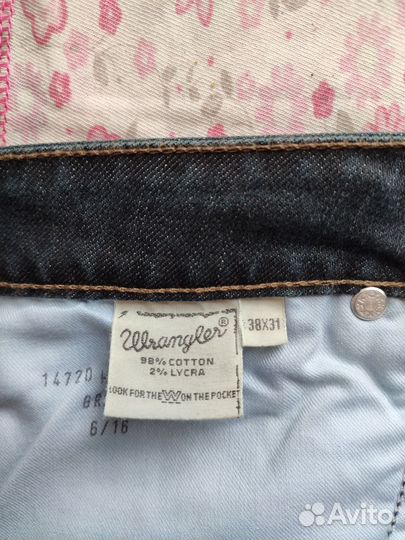 Wrangler®
98% COTTON
2% LYCRA
LOOK FOR THE W ON THE POCKET
38X31
14720
6/16
Avito